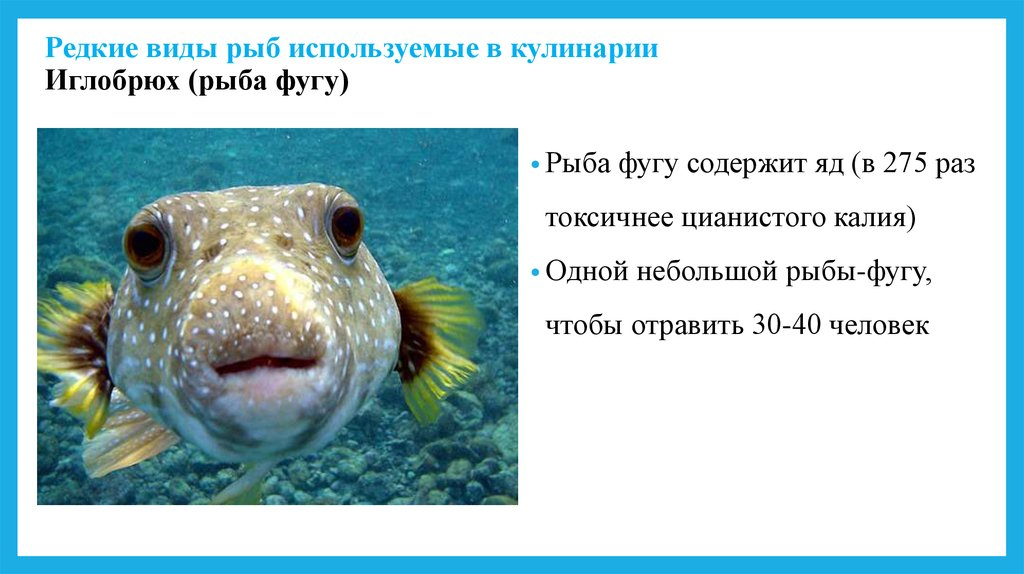 Редкие виды рыб используемые в кулинарии
Иглобрюх (рыба фугу)
• Рыба фугу содержит яд (в 275 раз
токсичнее цианистого калия)
• Одной небольшой рыбы-фугу,
чтобы отравить 30-40 человек